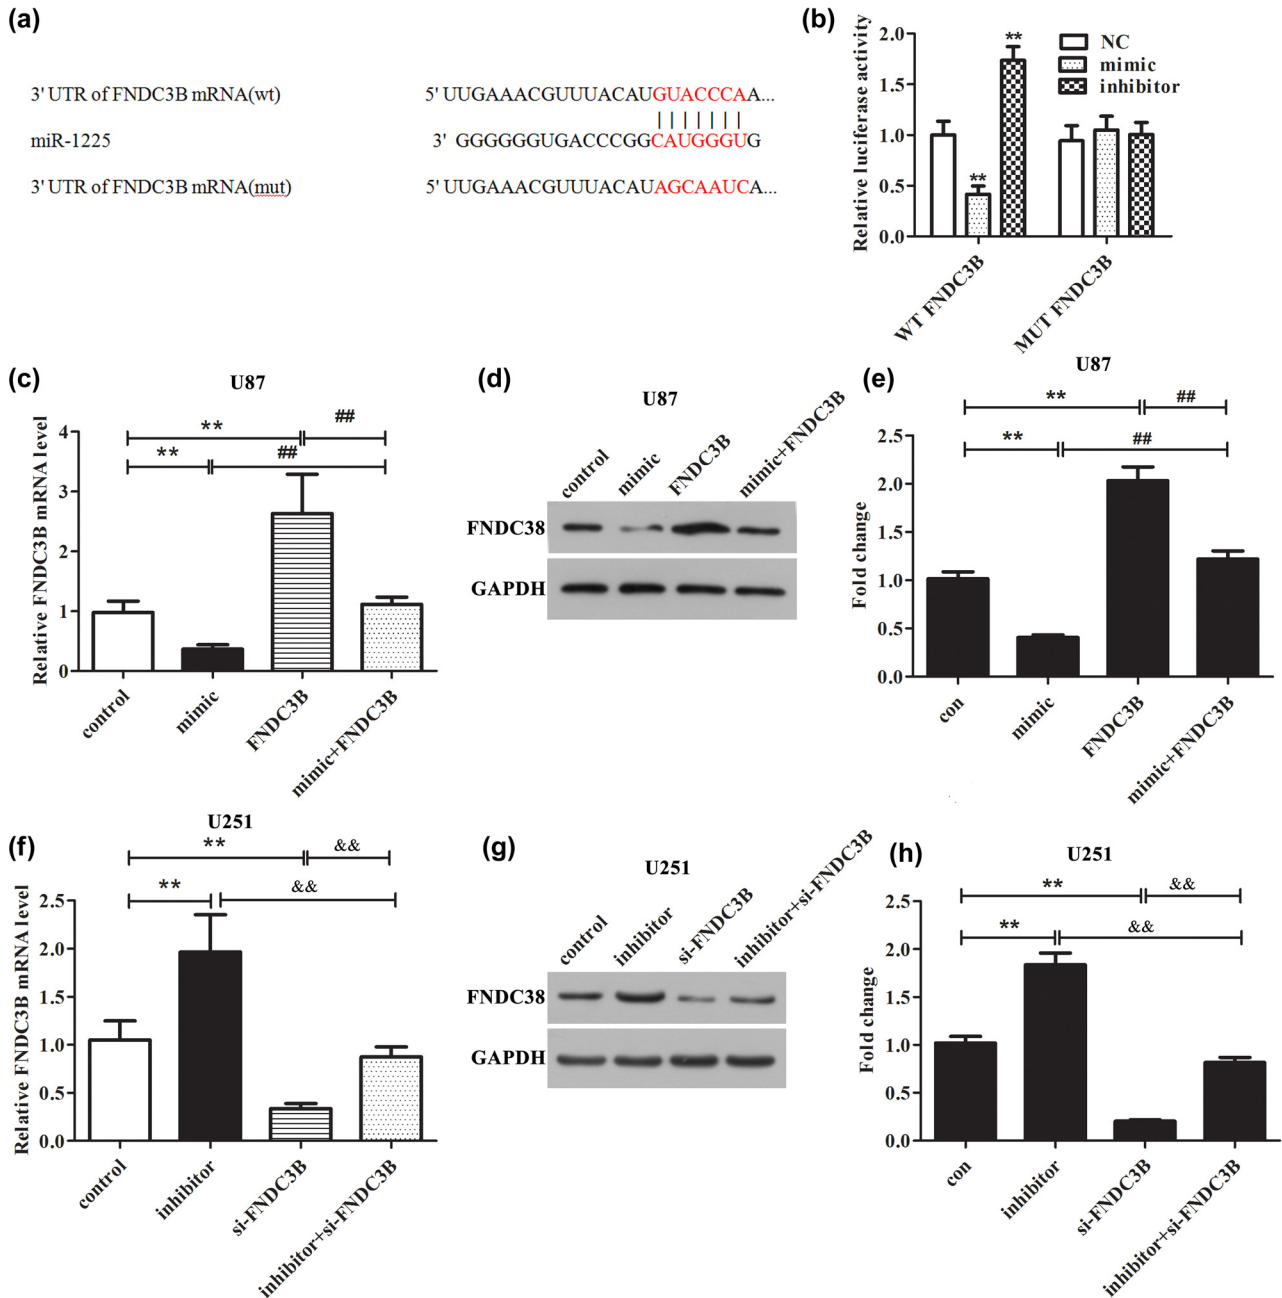 (a)
3' UTR of FNDC3B mRNA(wt) 5' UUGAAACGUUUACAUGUACCCAA...
miR-1225 3' GGGGGGUGACCCGGCAUGGGUG
3' UTR of FNDC3B mRNA(mut) 5' UUGAAACGUUUACAUAGCAAUCA...
(b)
Relative luciferase activity
2.0
1.5
1.0
0.5
0.0
**
**
NC
mimic
inhibitor
WT FNDC3B
MUT FNDC3B
(c)
U87
Relative FNDC3B mRNA level
4
3
2
1
0
**
##
**
##
control
mimic
FNDC3B
mimic+FNDC3B
(d)
U87
control
mimic
FNDC3B
mimic+FNDC3B
FNDC38
GAPDH
(e)
U87
Fold change
2.5
2.0
1.5
1.0
0.5
0.0
**
##
**
##
con
mimic
FNDC3B
mimic+FNDC3B
(f)
U251
Relative FNDC3B mRNA level
2.5
2.0
1.5
1.0
0.5
0.0
**
&&
**
&&
control
inhibitor
si-FNDC3B
inhibitor+si-FNDC3B
(g)
U251
control
inhibitor
si-FNDC3B
inhibitor+si-FNDC3B
FNDC38
GAPDH
(h)
U251
Fold change
2.5
2.0
1.5
1.0
0.5
0.0
**
&&
**
&&
con
inhibitor
si-FNDC3B
inhibitor+si-FNDC3B